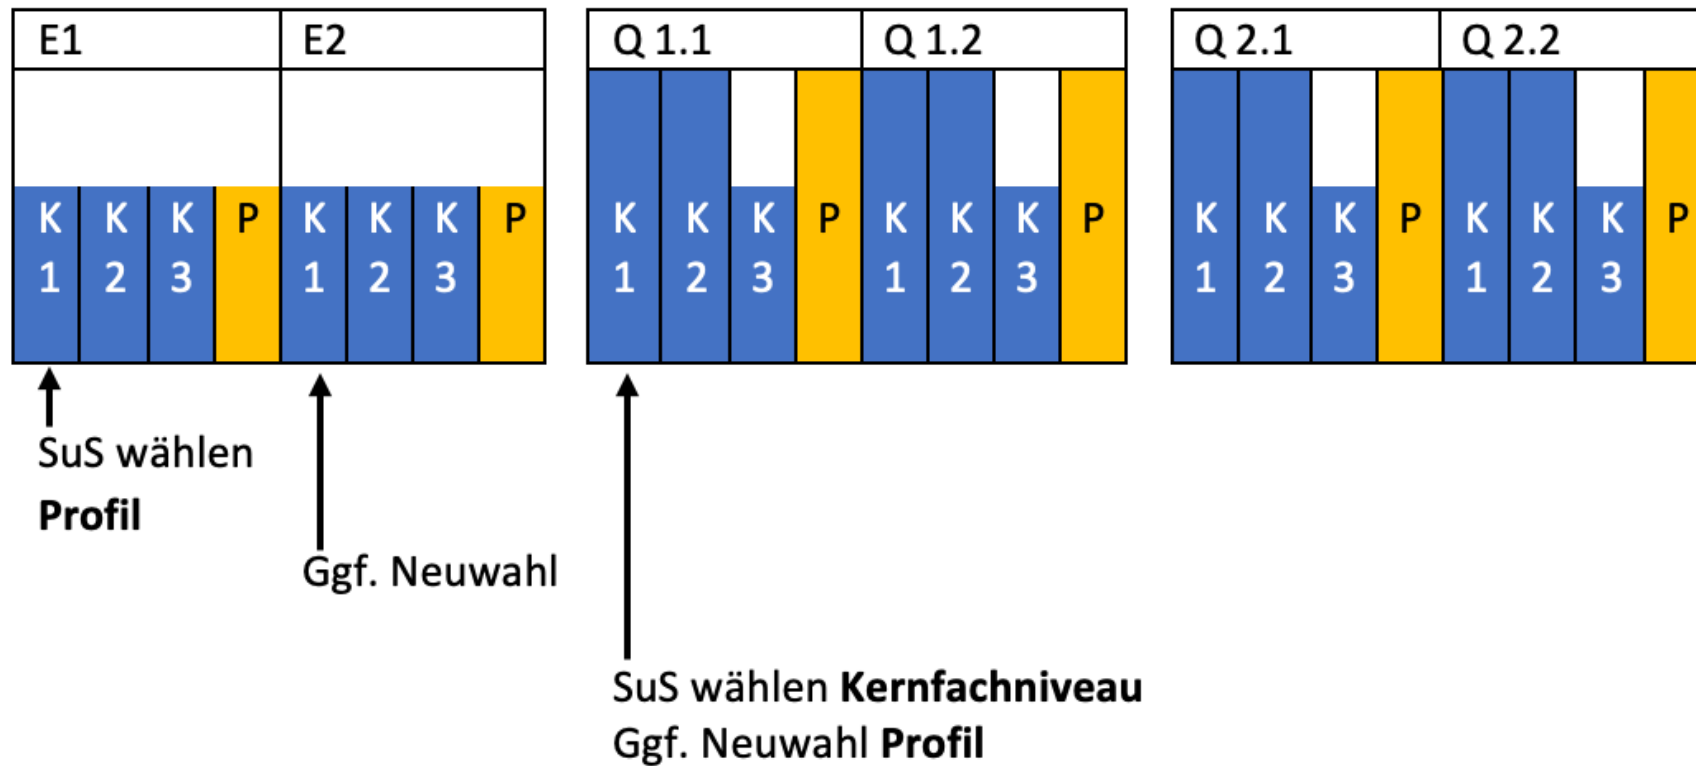 E1 E2 Q 1.1 Q 1.2 Q 2.1 Q 2.2
K K K P K K K P K K K P K K K P K K K P K K K P
1 2 3 1 2 3 1 2 3 1 2 3 1 2 3 1 2 3
SuS wählen
Profil
Ggf. Neuwahl
SuS wählen Kernfachniveau
Ggf. Neuwahl Profil